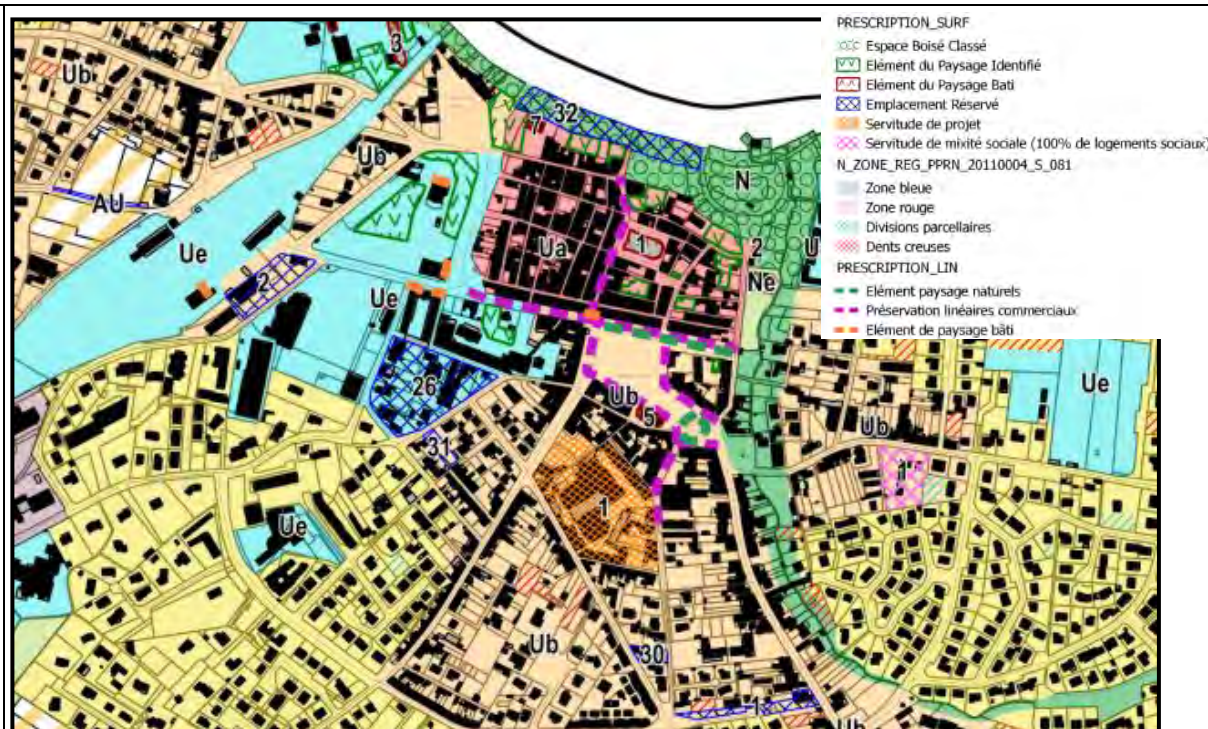 PRESCRIPTION_SURF
Espace Boisé Classé
Elément du Paysage Identifié
Elément du Paysage Bati
Emplacement Réservé
Servitude de projet
Servitude de mixité sociale (100% de logements sociaux)
N_ZONE_REG_PPRN_20110004_S_081
Zone bleue
Zone rouge
Divisions parcellaires
Dents creuses
PRESCRIPTION_LIN
Elément paysage naturels
Préservation linéaires commerciaux
Elément de paysage bâti
3
Ub
32
7
Ub
N
AU
Ue
Ua
1
2
Ne
2
Ue
Ue
26
Ub
5
Ub
31
1
1
Ue
Ub
30
1
Ub